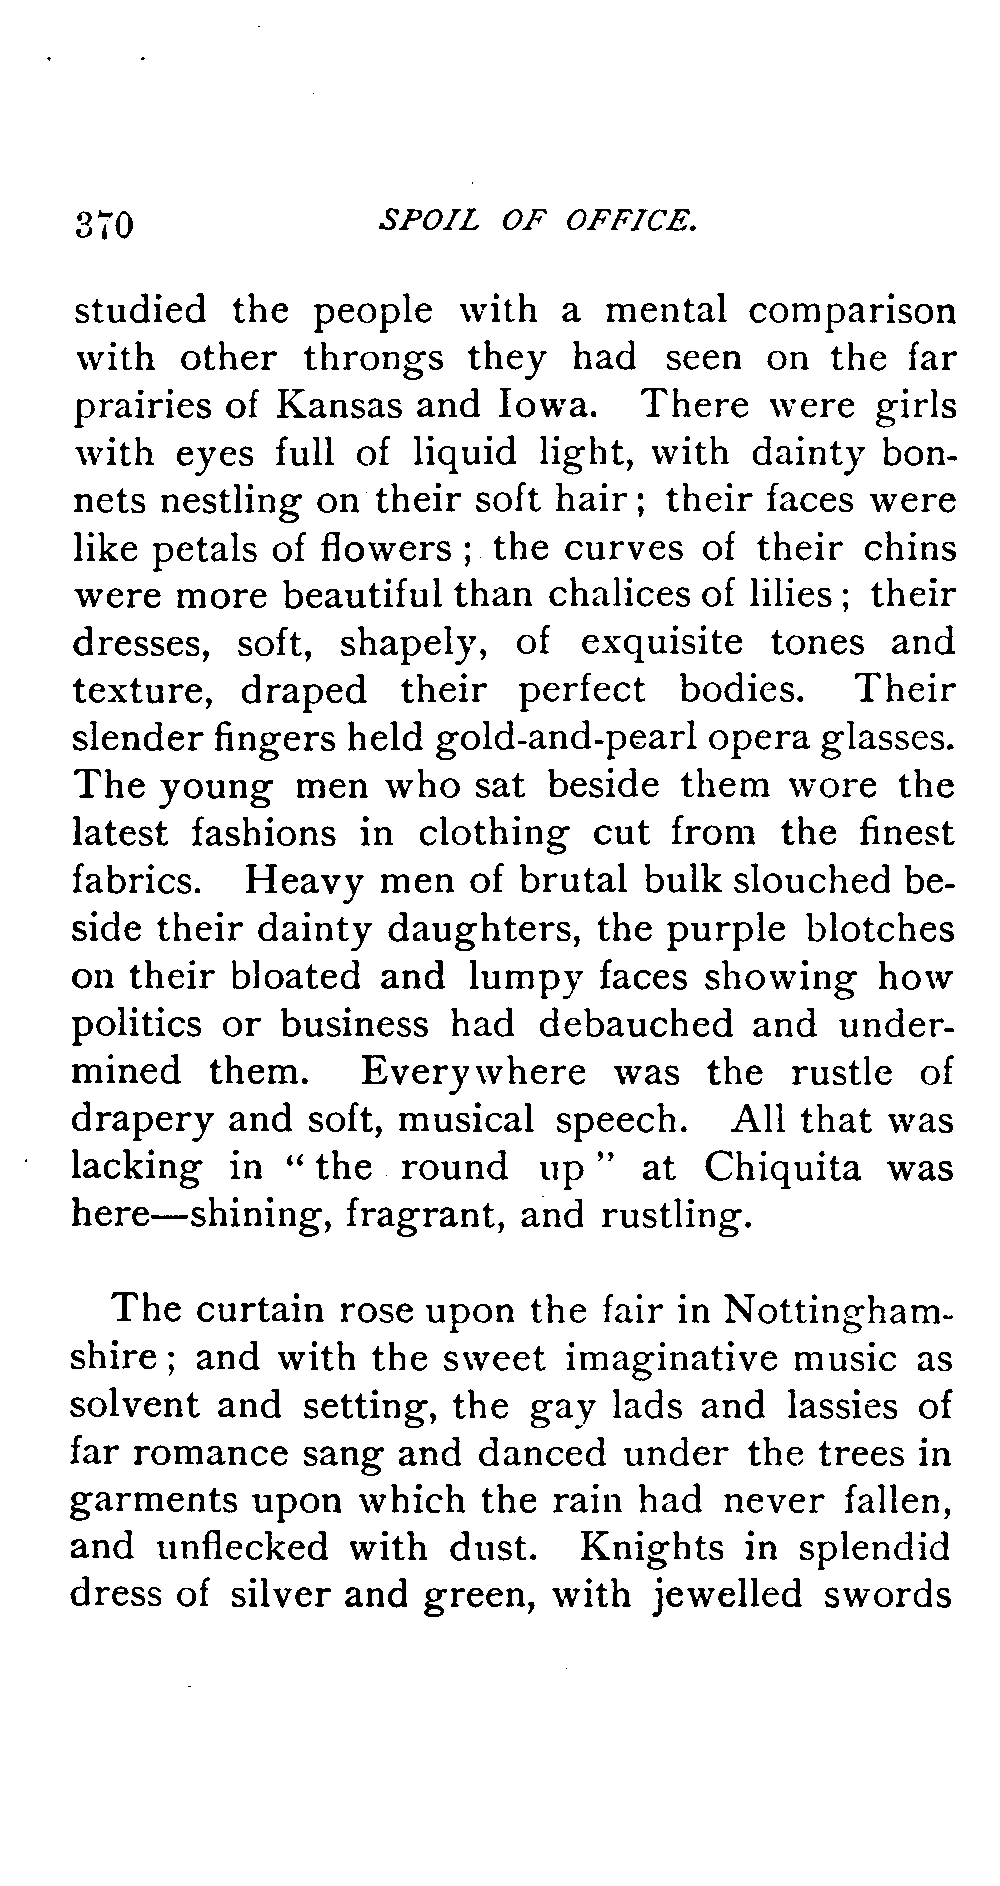 370 SPOIL OF OFFICE.
studied the people with a mental comparison
with other throngs they had seen on the far
prairies of Kansas and Iowa. There were girls
with eyes full of liquid light, with dainty bon-
nets nestling on their soft hair; their faces were
like petals of flowers; the curves of their chins
were more beautiful than chalices of lilies; their
dresses, soft, shapely, of exquisite tones and
texture, draped their perfect bodies. Their
slender fingers held gold-and-pearl opera glasses.
The young men who sat beside them wore the
latest fashions in clothing cut from the finest
fabrics. Heavy men of brutal bulk slouched be-
side their dainty daughters, the purple blotches
on their bloated and lumpy faces showing how
politics or business had debauched and under-
mined them. Everywhere was the rustle of
drapery and soft, musical speech. All that was
lacking in “the round up” at Chiquita was
here—shining, fragrant, and rustling.
The curtain rose upon the fair in Nottingham-
shire; and with the sweet imaginative music as
solvent and setting, the gay lads and lassies of
far romance sang and danced under the trees in
garments upon which the rain had never fallen,
and unflecked with dust. Knights in splendid
dress of silver and green, with jewelled swords